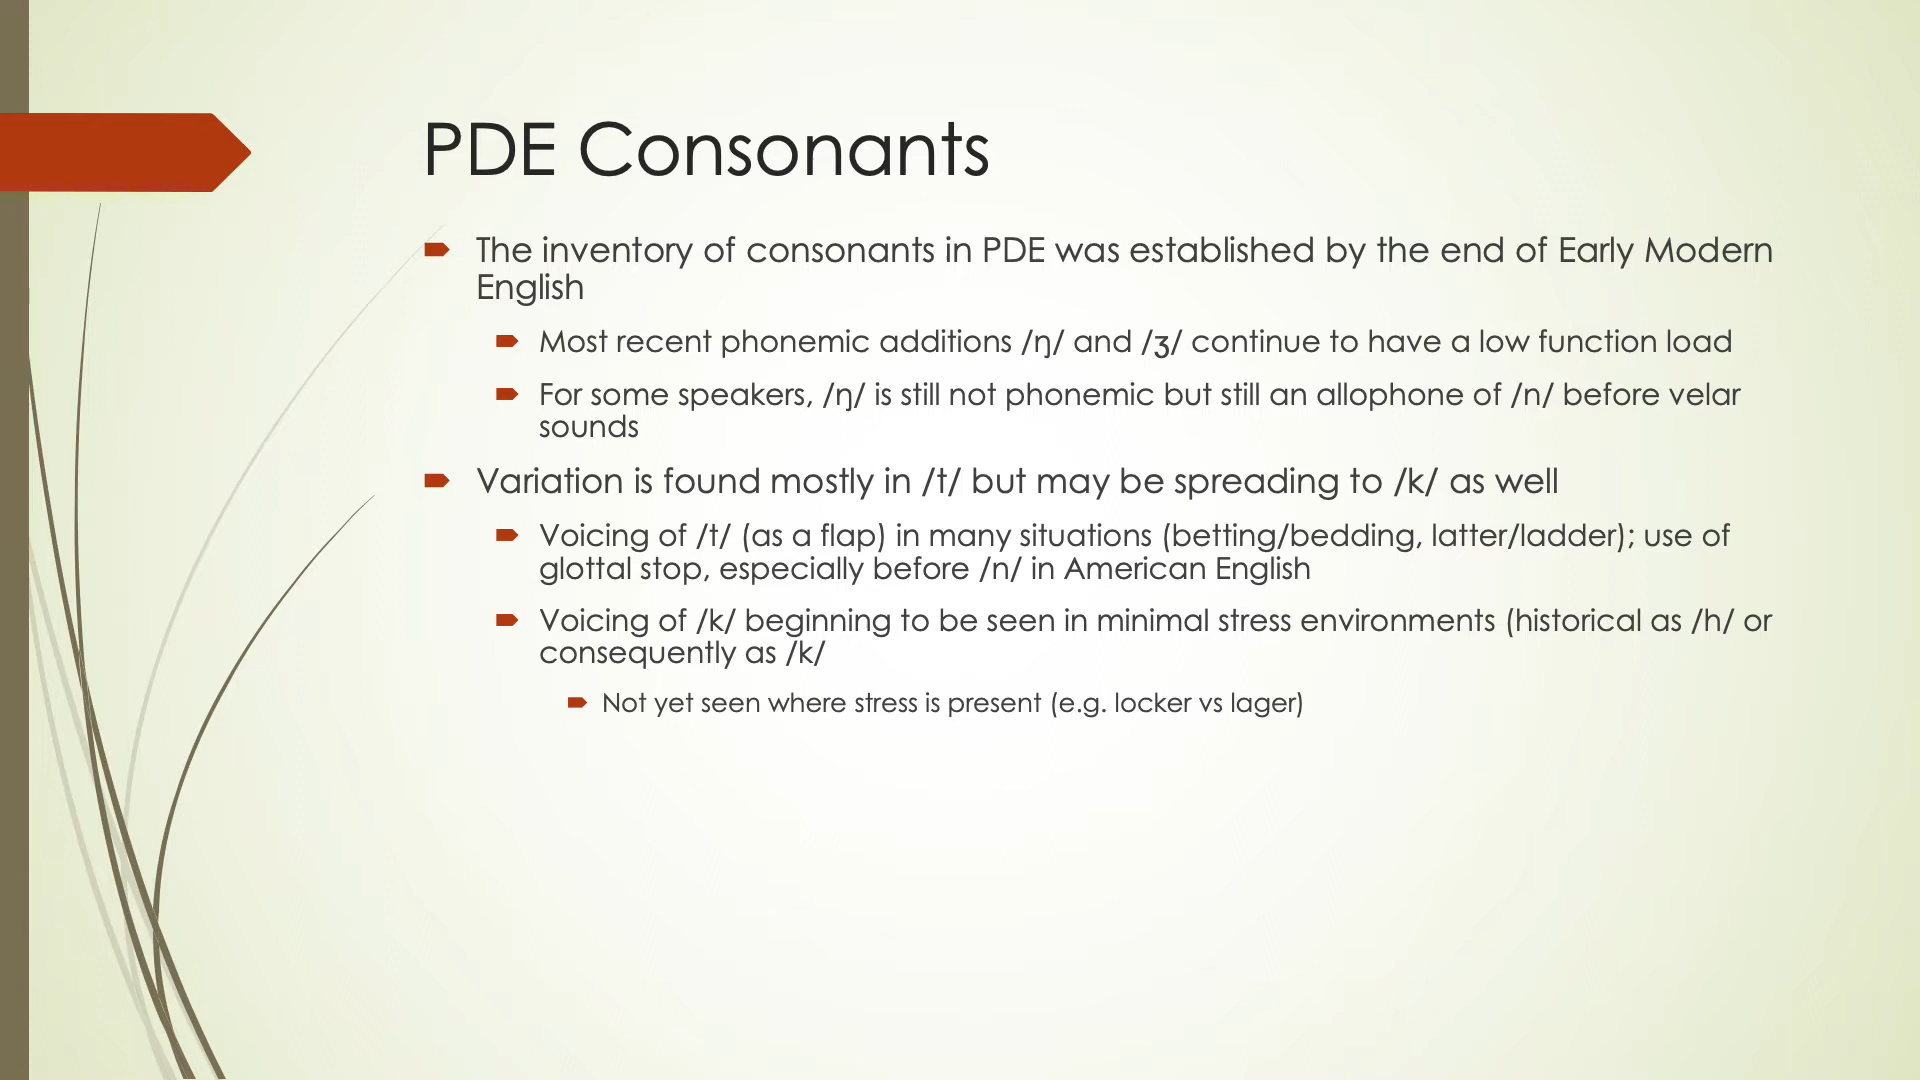 PDE Consonants
The inventory of consonants in PDE was established by the end of Early Modern
English
Most recent phonemic additions /ŋ/ and /ʒ/ continue to have a low function load
For some speakers, /ŋ/ is still not phonemic but still an allophone of /n/ before velar
sounds
Variation is found mostly in /t/ but may be spreading to /k/ as well
Voicing of /t/ (as a flap) in many situations (betting/bedding, latter/ladder); use of
glottal stop, especially before /n/ in American English
Voicing of /k/ beginning to be seen in minimal stress environments (historical as /h/ or
consequently as /k/
Not yet seen where stress is present (e.g. locker vs lager)